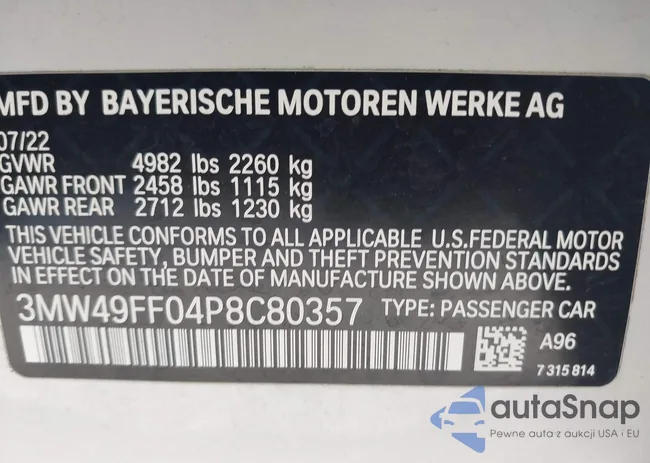 MFD BY BAYERISCHE MOTOREN WERKE AG
07/22
GVWR 4982 lbs 2260 kg
GAWR FRONT 2458 lbs 1115 kg
GAWR REAR 2712 lbs 1230 kg
THIS VEHICLE CONFORMS TO ALL APPLICABLE U.S.FEDERAL MOTOR
VEHICLE SAFETY, BUMPER AND THEFT PREVENTION STANDARDS
IN EFFECT ON THE DATE OF MANUFACTURE SHOWN ABOVE.
3MW49FF04P8C80357 TYPE: PASSENGER CAR
A96
7 315 814
autaSnap
Pewne auta z aukcji USA i EU